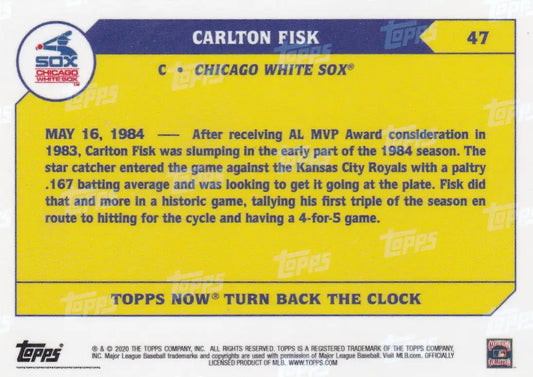 CARLTON FISK
47
SOX
CHICAGO
WHITE SOX
C • CHICAGO WHITE SOX®
MAY 16, 1984 — After receiving AL MVP Award consideration in
1983, Carlton Fisk was slumping in the early part of the 1984 season. The
star catcher entered the game against the Kansas City Royals with a paltry
.167 batting average and was looking to get it going at the plate. Fisk did
that and more in a historic game, tallying his first triple of the season en
route to hitting for the cycle and having a 4-for-5 game.
TOPPS NOW® TURN BACK THE CLOCK
Topps
® & © 2020 THE TOPPS COMPANY, INC. ALL RIGHTS RESERVED. TOPPS IS A REGISTERED TRADEMARK OF THE TOPPS COMPANY,
INC. Major League Baseball trademarks and copyrights are used with permission of Major League Baseball. Visit MLB.com. OFFICIALLY
LICENSED PRODUCT OF MLB. WWW.TOPPS.COM